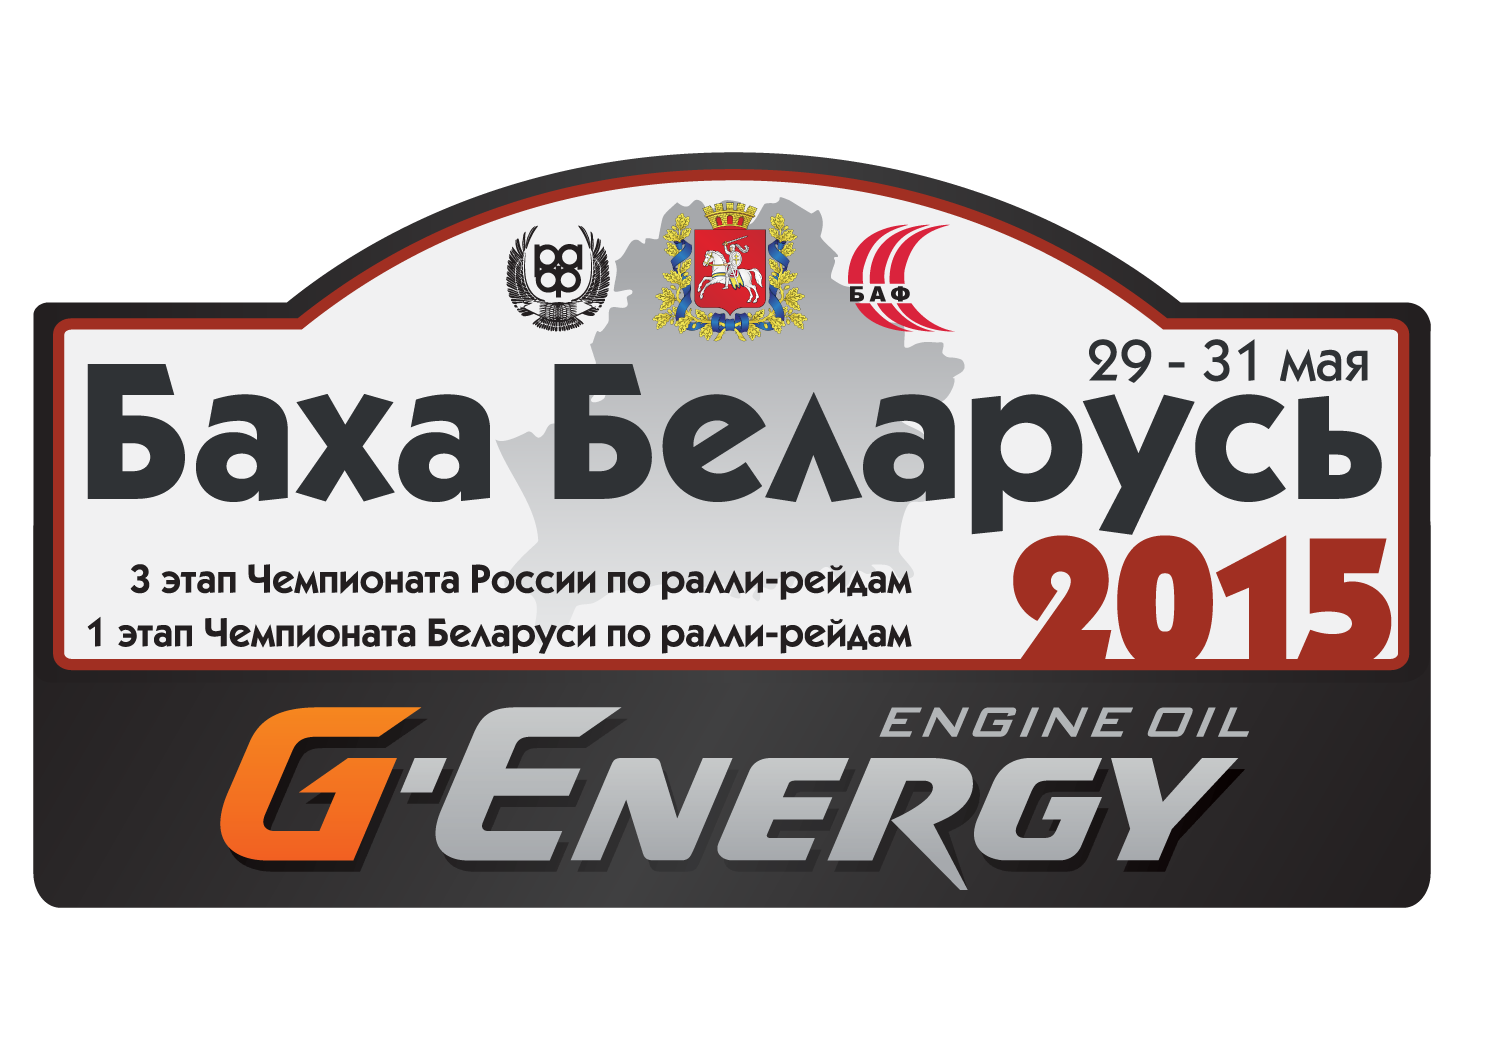 БАФ
29 - 31 мая
Баха Беларусь
2015
3 этап Чемпионата России по ралли-рейдам
1 этап Чемпионата Беларуси по ралли-рейдам
ENGINE OIL
G-ENERGY